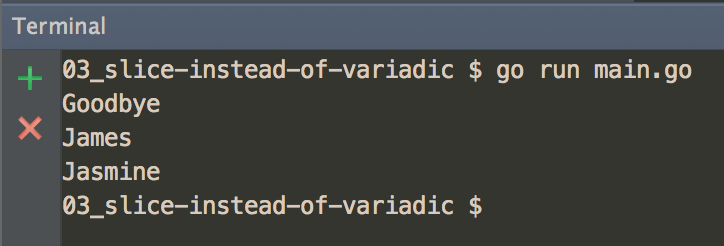 Terminal
03_slice-instead-of-variadic $ go run main.go
Goodbye
James
Jasmine
03_slice-instead-of-variadic $